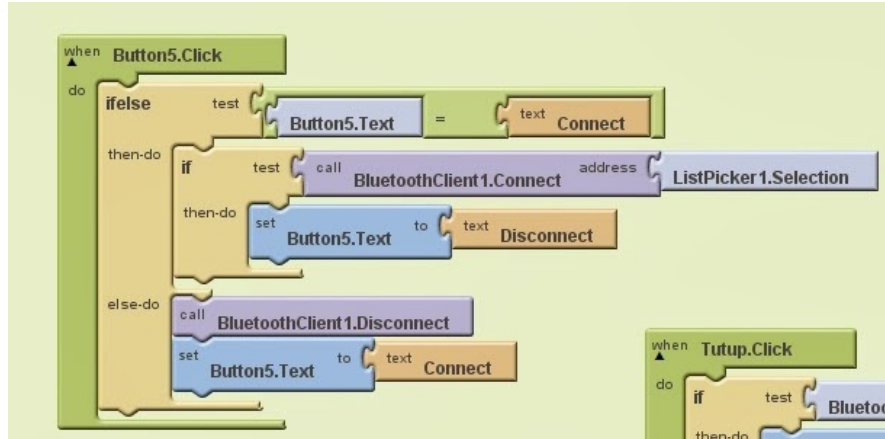 when Button5.Click
do
ifelse test Button5.Text = text Connect
then-do if test call BluetoothClient1.Connect address ListPicker1.Selection
then-do set Button5.Text to text Disconnect
else-do call BluetoothClient1.Disconnect
set Button5.Text to text Connect
when Tutup.Click
do if test
then-do